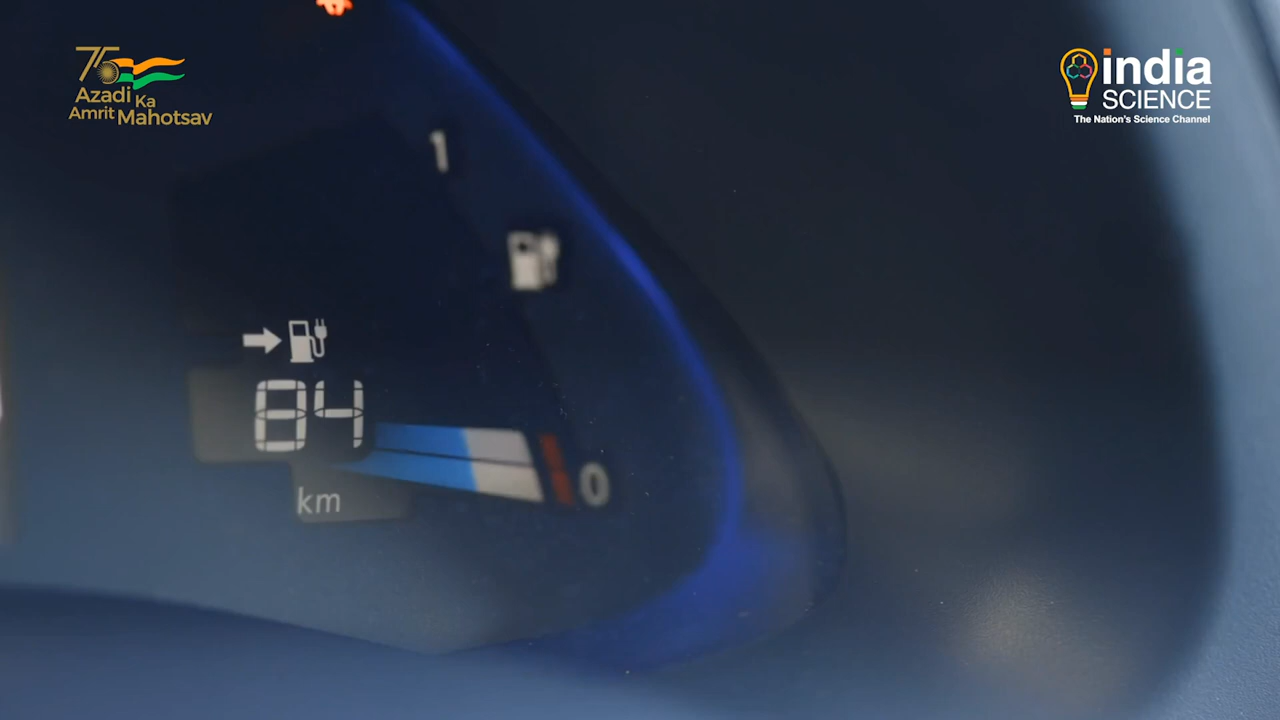 75
Azadi Ka
Amrit Mahotsav
india
SCIENCE
The Nation's Science Channel
1
84
km
0